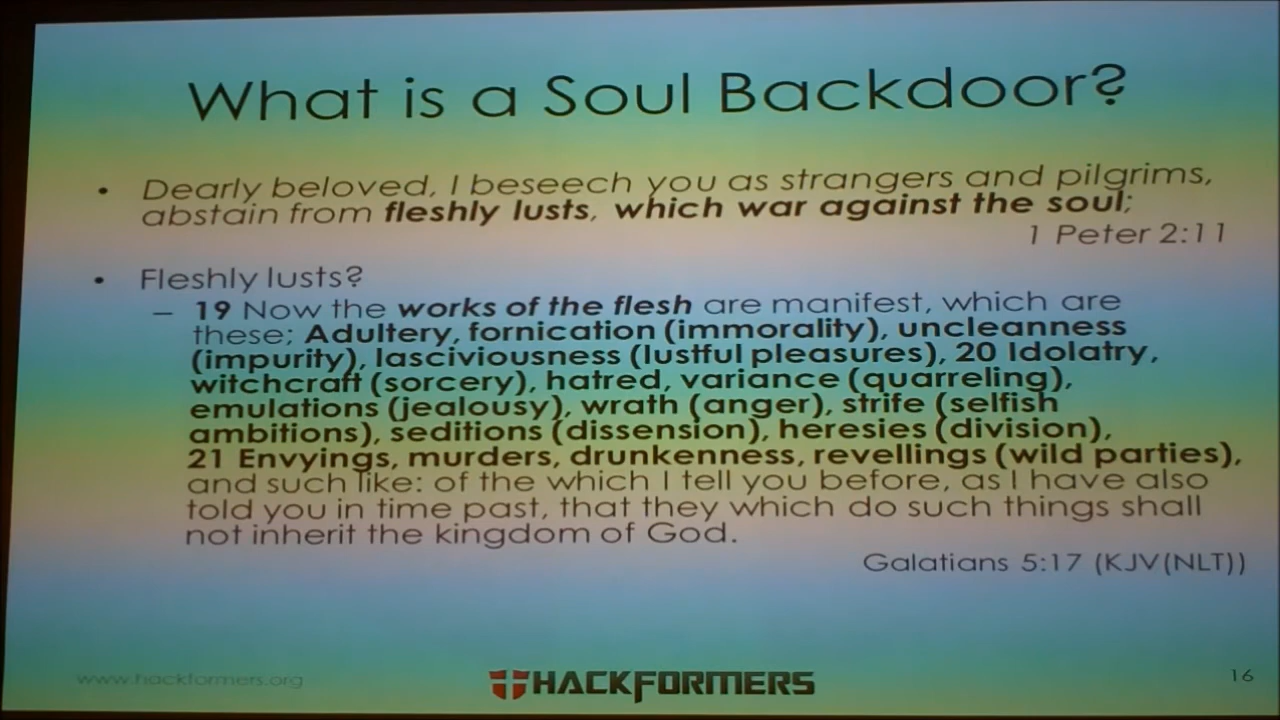 What is a Soul Backdoor?
• Dearly beloved, I beseech you as strangers and pilgrims,
abstain from fleshly lusts, which war against the soul;
1 Peter 2:11
• Fleshly lusts?
– 19 Now the works of the flesh are manifest, which are
these; Adultery, fornication (immorality), uncleanness
(impurity), lasciviousness (lustful pleasures), 20 Idolatry,
witchcraft (sorcery), hatred, variance (quarreling),
emulations (jealousy), wrath (anger), strife (selfish
ambitions), seditions (dissension), heresies (division),
21 Envyings, murders, drunkenness, revellings (wild parties),
and such like: of the which I tell you before, as I have also
told you in time past, that they which do such things shall
not inherit the kingdom of God.
Galatians 5:17 (KJV(NLT))
www.hackformers.org
HACKFORMERS
16